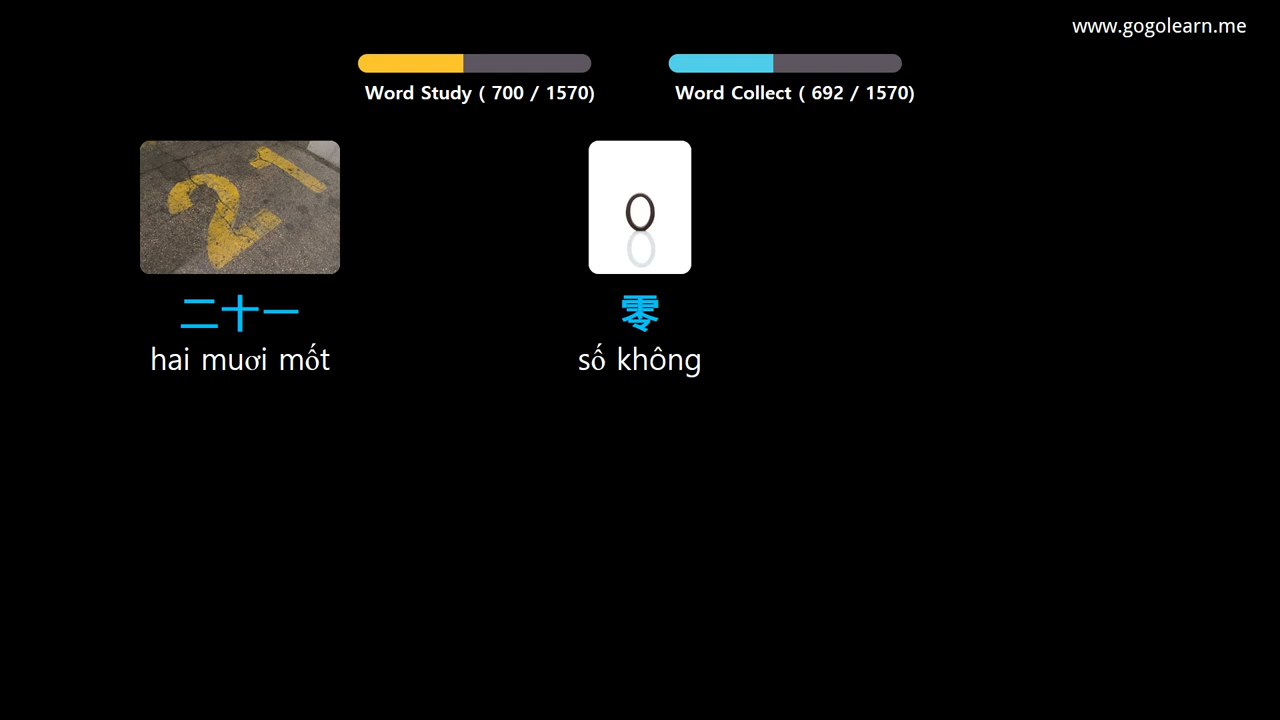 www.gogolearn.me
Word Study ( 700 / 1570)
Word Collect ( 692 / 1570)
21
0
二十一
零
hai muơi mốt
số không